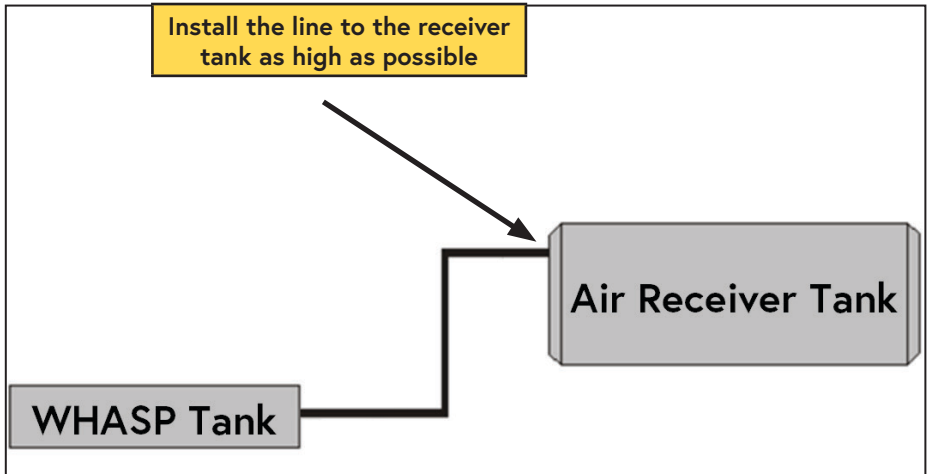 Install the line to the receiver
tank as high as possible
Air Receiver Tank
WHASP Tank